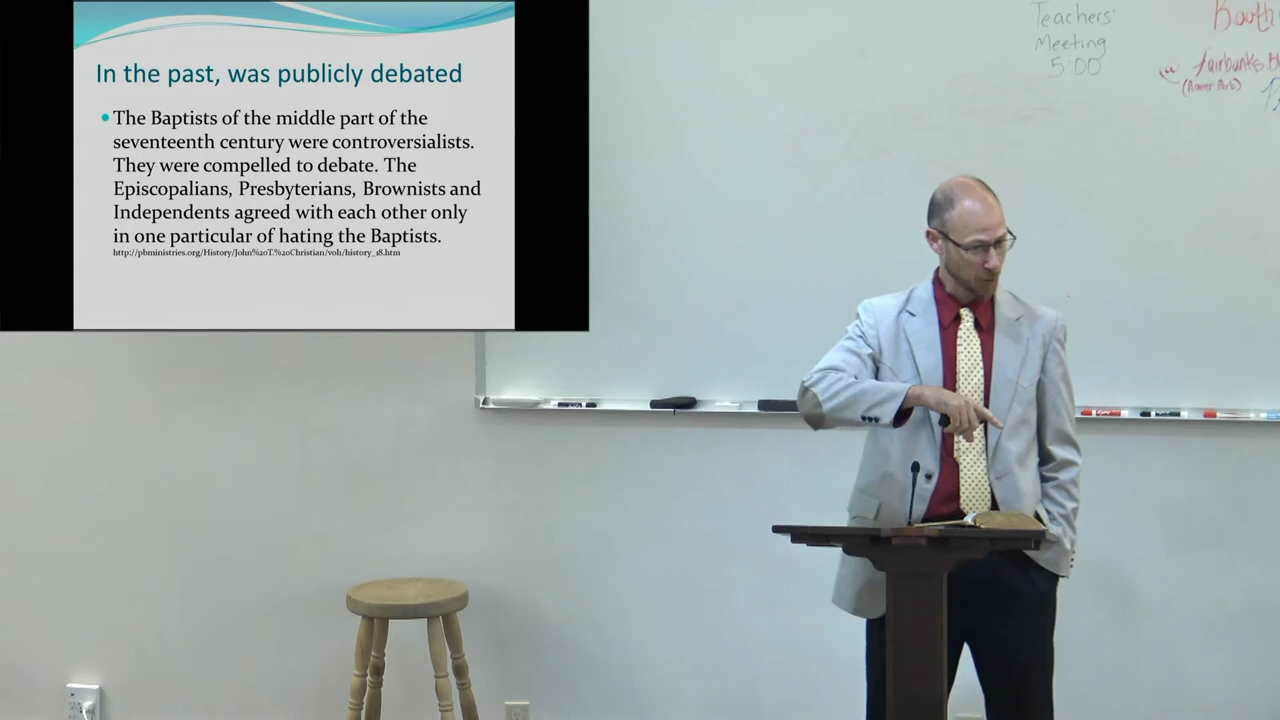 In the past, was publicly debated
The Baptists of the middle part of the
seventeenth century were controversialists.
They were compelled to debate. The
Episcopalians, Presbyterians, Brownists and
Independents agreed with each other only
in one particular of hating the Baptists.
http://pbministries.org/History/John%20T.%20Christian/vol1/history_18.htm
Teachers'
Meeting
5:00
Booth
fairbanks
(Rower Park)